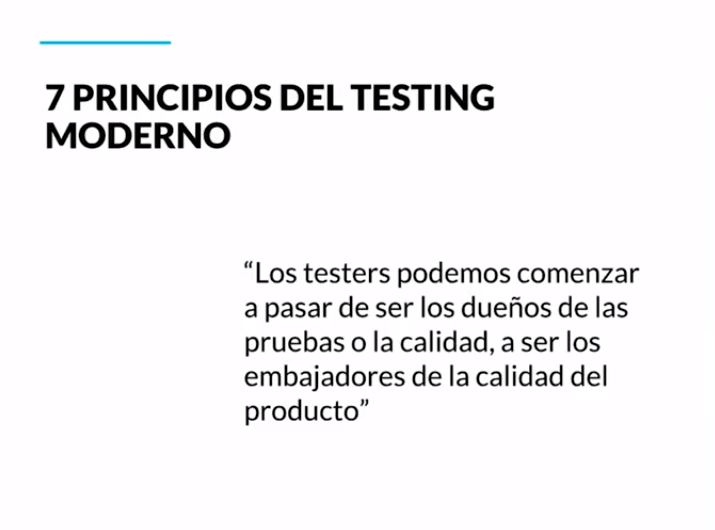 7 PRINCIPIOS DEL TESTING
MODERNO
“Los testers podemos comenzar
a pasar de ser los dueños de las
pruebas o la calidad, a ser los
embajadores de la calidad del
producto”